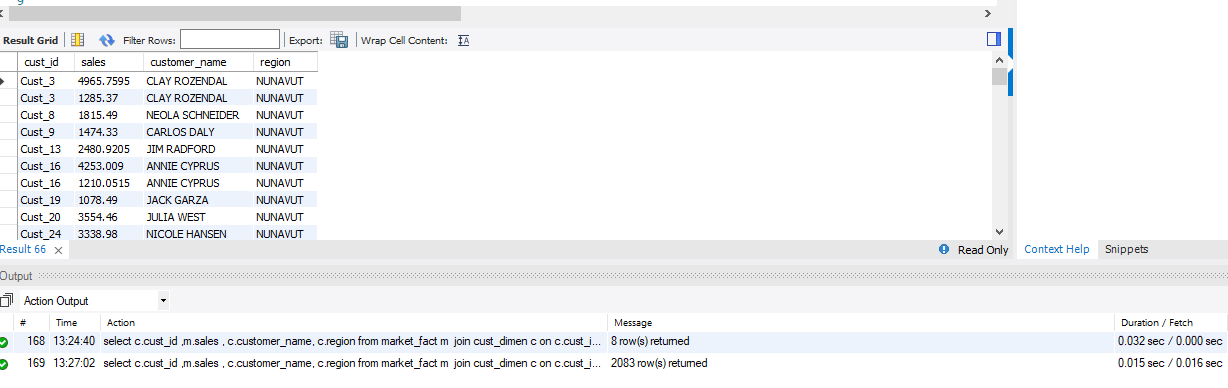 Result Grid Filter Rows: Export: Wrap Cell Content:
cust_id sales customer_name region
Cust_3 4965.7595 CLAY ROZENDAL NUNAVUT
Cust_3 1285.37 CLAY ROZENDAL NUNAVUT
Cust_8 1815.49 NEOLA SCHNEIDER NUNAVUT
Cust_9 1474.33 CARLOS DALY NUNAVUT
Cust_13 2480.9205 JIM RADFORD NUNAVUT
Cust_16 4253.009 ANNIE CYPRUS NUNAVUT
Cust_16 1210.0515 ANNIE CYPRUS NUNAVUT
Cust_19 1078.49 JACK GARZA NUNAVUT
Cust_20 3554.46 JULIA WEST NUNAVUT
Cust_24 3338.98 NICOLE HANSEN NUNAVUT
Result 66 Read Only Context Help Snippets
Output
Action Output
# Time Action Message Duration / Fetch
168 13:24:40 select c.cust_id ,m.sales , c.customer_name, c.region from market_fact m join cust_dimen c on c.cust_i... 8 row(s) returned 0.032 sec / 0.000 sec
169 13:27:02 select c.cust_id ,m.sales , c.customer_name, c.region from market_fact m join cust_dimen c on c.cust_i... 2083 row(s) returned 0.015 sec / 0.016 sec